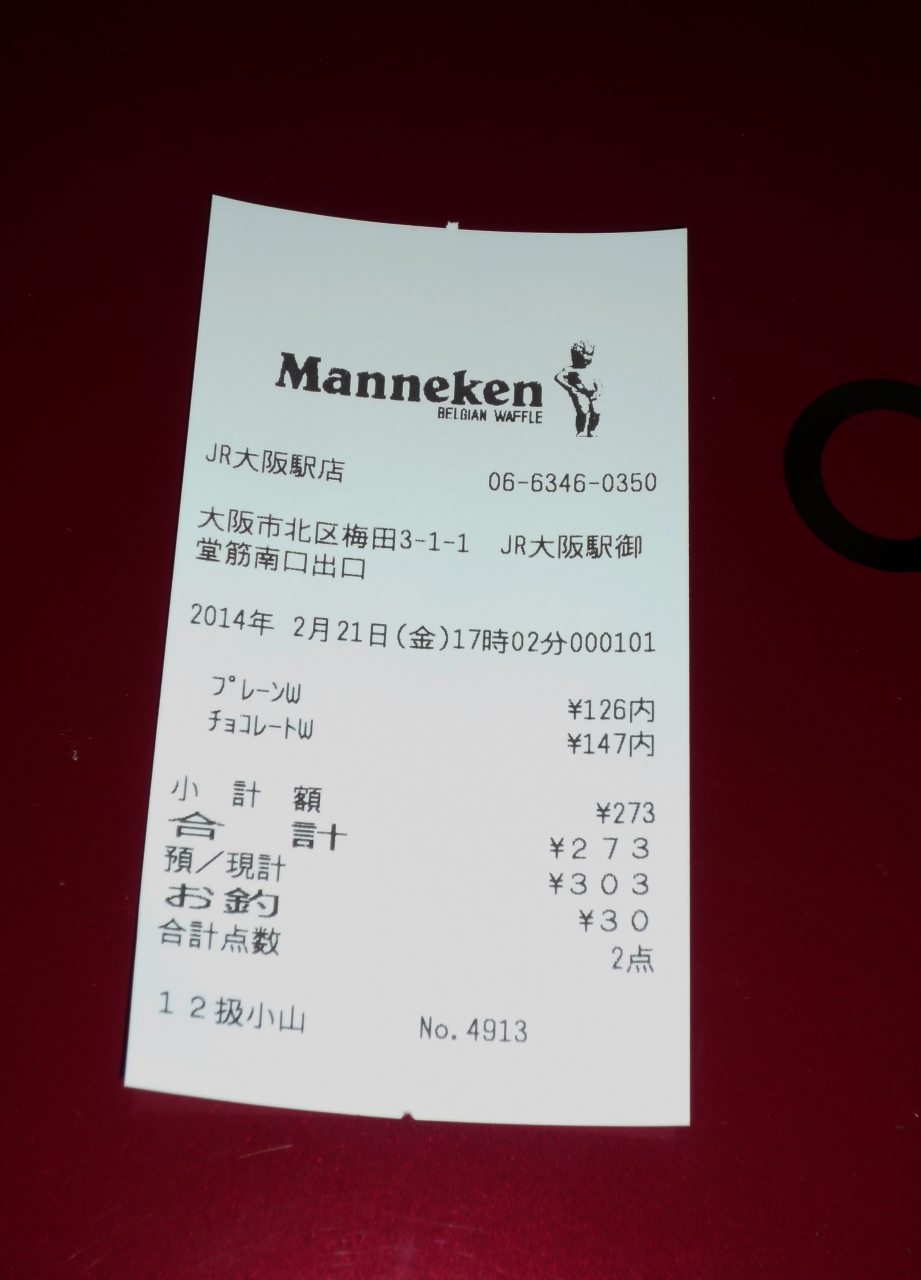 Manneken
BELGIAN WAFFLE
JR大阪駅店 06-6346-0350
大阪市北区梅田3-1-1 JR大阪駅御
堂筋南口出口
2014年 2月21日(金)17時02分000101
ﾌﾟﾚｰﾝW ¥126内
ﾁｮｺﾚｰﾄW ¥147内
小 計 額 ¥273
合 計 ¥273
預/現計 ¥303
お釣 ¥30
合計点数 2点
12扱小山 No.4913